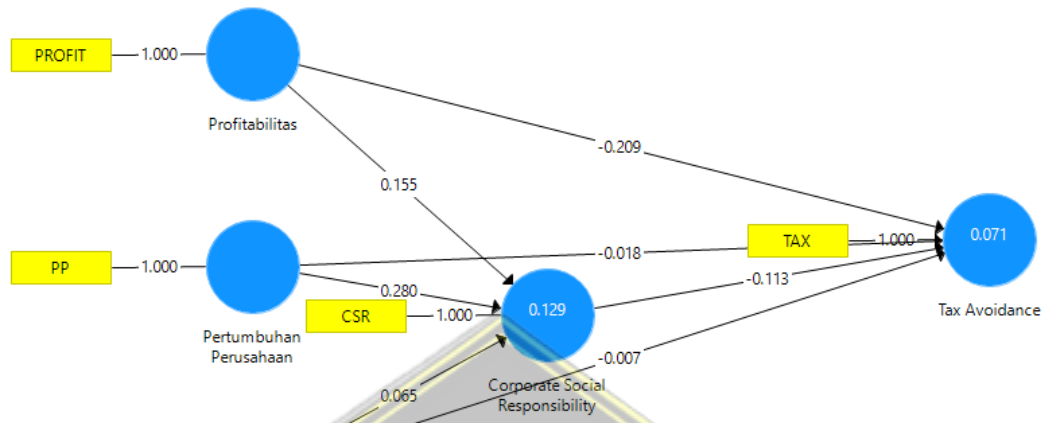 PROFIT
1.000
Profitabilitas
-0.209
0.155
PP
1.000
Pertumbuhan
Perusahaan
-0.018
0.280
TAX
1.000
0.071
Tax Avoidance
CSR
1.000
0.129
-0.113
Corporate Social
Responsibility
-0.007
0.065